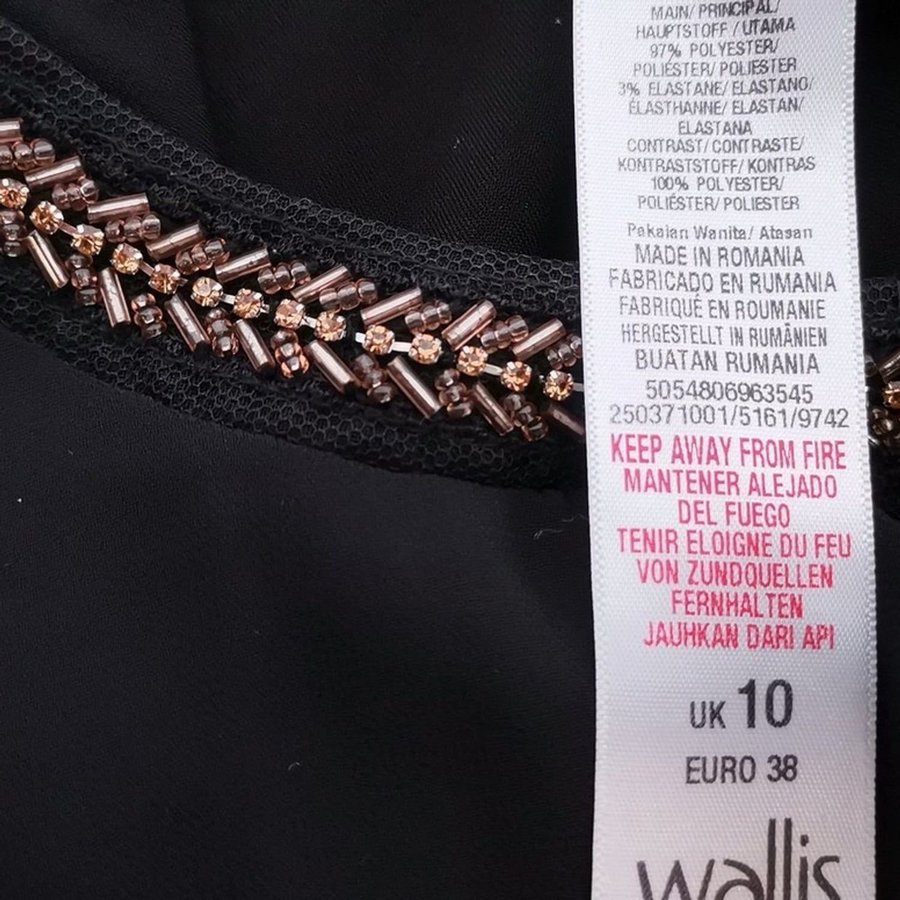 MAIN/ PRINCIPAL/
HAUPTSTOFF / UTAMA
97% POLYESTER/
POLIÉSTER/ POLIESTER
3% ELASTANE/ ELASTANO/
ÉLASTHANNE/ ELASTAN/
ELASTANA
CONTRAST/ CONTRASTE/
KONTRASTSTOFF/ KONTRAS
100% POLYESTER/
POLIÉSTER/ POLIESTER
Pakaian Wanita/ Atasan
MADE IN ROMANIA
FABRICADO EN RUMANIA
FABRIQUÉ EN ROUMANIE
HERGESTELLT IN RUMÄNIEN
BUATAN RUMANIA
5054806963545
250371001/5161/9742
KEEP AWAY FROM FIRE
MANTENER ALEJADO
DEL FUEGO
TENIR ELOIGNE DU FEU
VON ZUNDQUELLEN
FERNHALTEN
JAUHKAN DARI API
UK 10
EURO 38
wallis